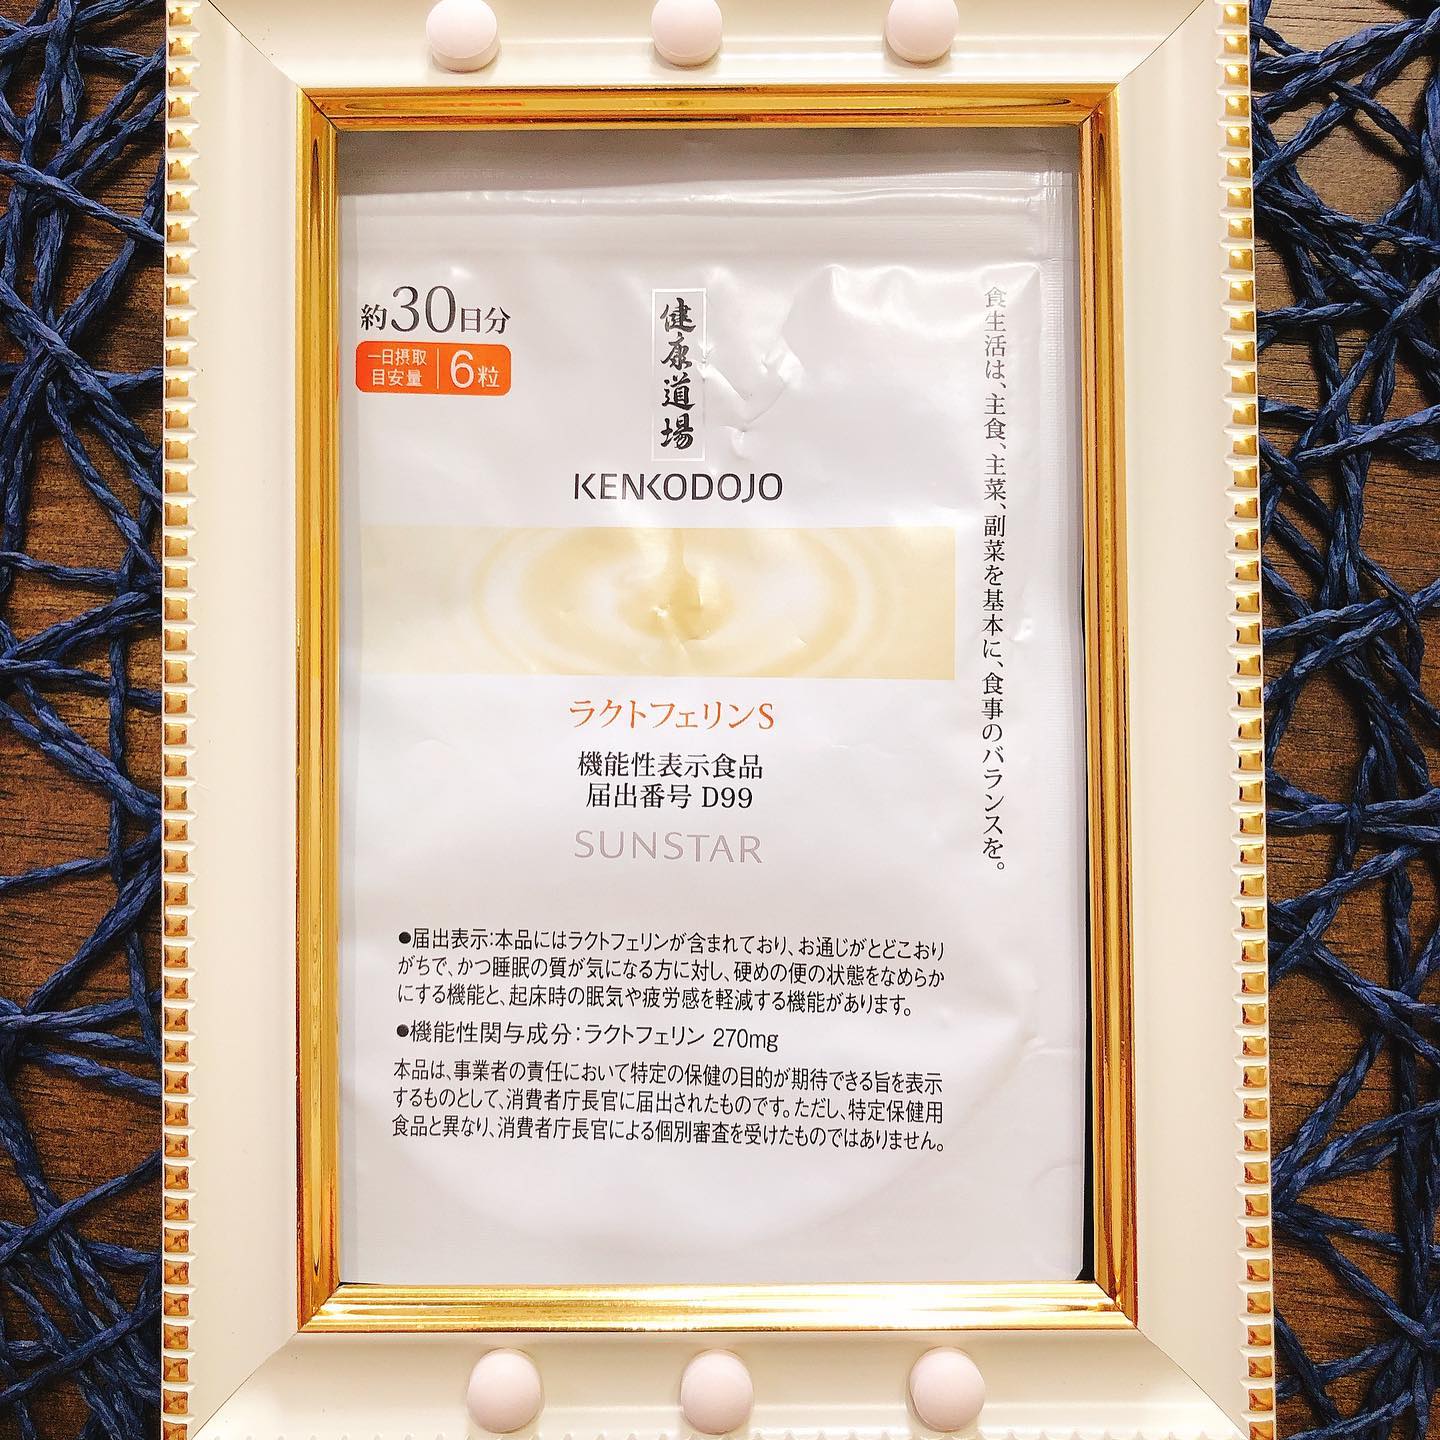 約30日分
一日摂取
目安量
6粒
健康道場
KENKODOJO
ラクトフェリンS
機能性表示食品
届出番号 D99
SUNSTAR
食生活は、主食、主菜、副菜を基本に、食事のバランスを。
●届出表示:本品にはラクトフェリンが含まれており、お通じがとどこおり
がちで、かつ睡眠の質が気になる方に対し、硬めの便の状態をなめらか
にする機能と、起床時の眠気や疲労感を軽減する機能があります。
●機能性関与成分:ラクトフェリン 270mg
本品は、事業者の責任において特定の保健の目的が期待できる旨を表示
するものとして、消費者庁長官に届出されたものです。ただし、特定保健用
食品と異なり、消費者庁長官による個別審査を受けたものではありません。